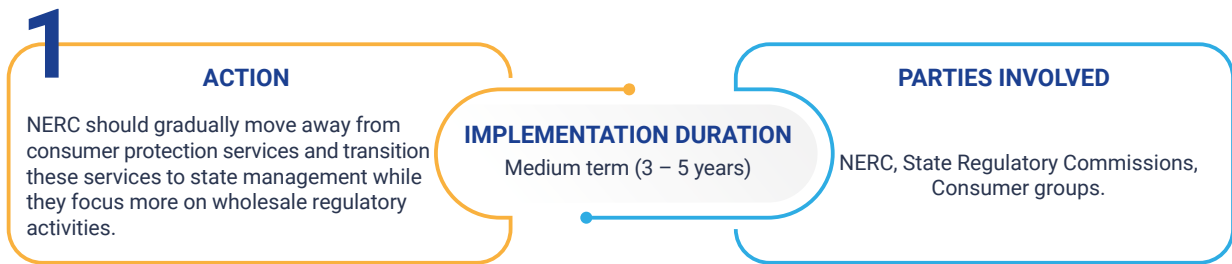 1
ACTION
NERC should gradually move away from
consumer protection services and transition
these services to state management while
they focus more on wholesale regulatory
activities.
IMPLEMENTATION DURATION
Medium term (3 – 5 years)
PARTIES INVOLVED
NERC, State Regulatory Commissions,
Consumer groups.